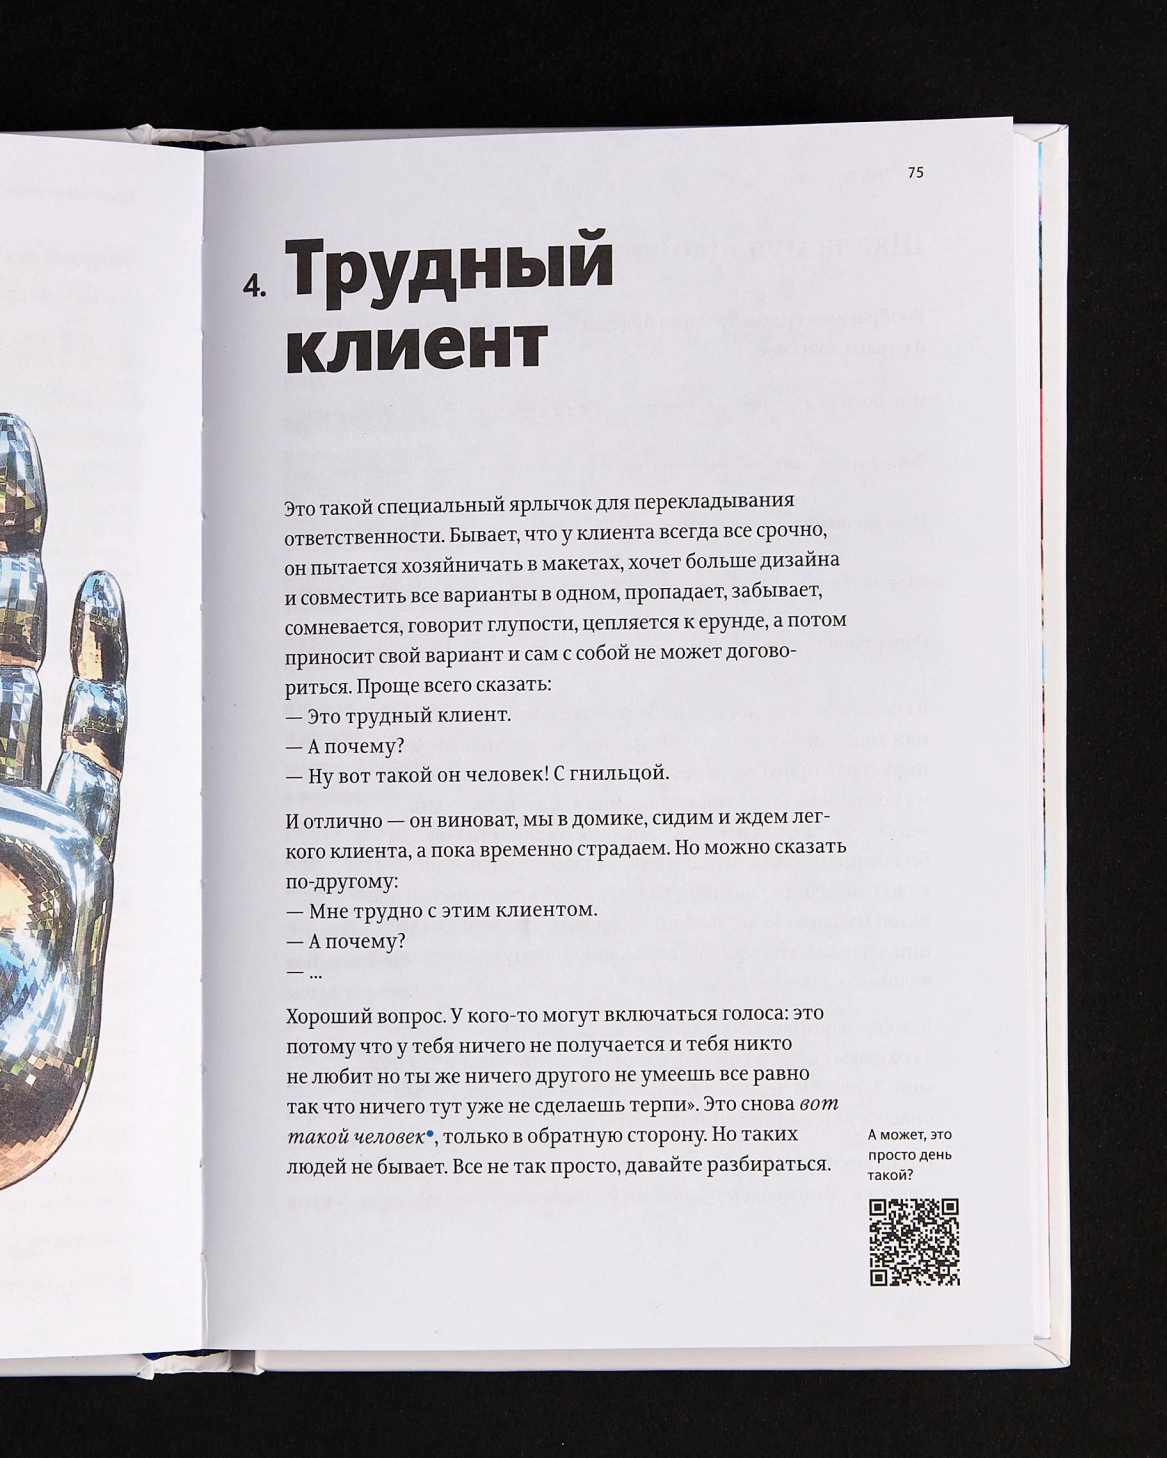 75
4. Трудный
клиент
Это такой специальный ярлычок для перекладывания
ответственности. Бывает, что у клиента всегда все срочно,
он пытается хозяйничать в макетах, хочет больше дизайна
и совместить все варианты в одном, пропадает, забывает,
сомневается, говорит глупости, цепляется к ерунде, а потом
приносит свой вариант и сам с собой не может догово-
риться. Проще всего сказать:
— Это трудный клиент.
— А почему?
— Ну вот такой он человек! С гнильцой.
И отлично — он виноват, мы в домике, сидим и ждем лег-
кого клиента, а пока временно страдаем. Но можно сказать
по-другому:
— Мне трудно с этим клиентом.
— А почему?
— ...
Хороший вопрос. У кого-то могут включаться голоса: это
потому что у тебя ничего не получается и тебя никто
не любит но ты же ничего другого не умеешь все равно
так что ничего тут уже не сделаешь терпи». Это снова вот
такой человек•, только в обратную сторону. Но таких
людей не бывает. Все не так просто, давайте разбираться.
А может, это
просто день
такой?